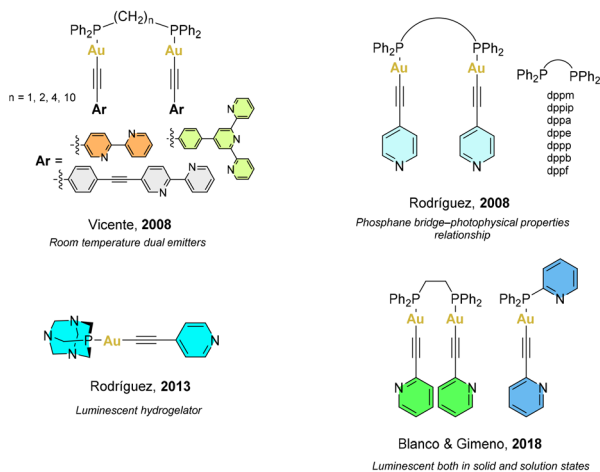 (CH₂)ₙ
Ph₂P PPh₂
Au Au
n = 1, 2, 4, 10
Ar Ar
Ar =
N N
N N N
N N
Vicente, 2008
Room temperature dual emitters
Ph₂P PPh₂
Au Au
N N
Ph₂P PPh₂
dppm
dppip
dppa
dppe
dppp
dppb
dppf
Rodríguez, 2008
Phosphane bridge–photophysical properties
relationship
N N N P Au N
Rodríguez, 2013
Luminescent hydrogelator
Ph₂P PPh₂
Au Au
N N
Ph₂P N
Au
N
Blanco & Gimeno, 2018
Luminescent both in solid and solution states